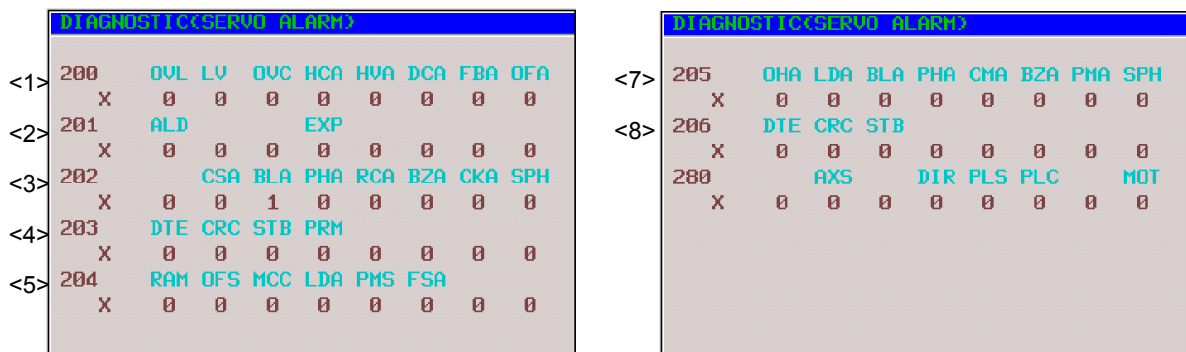 DIAGNOSTIC(SERVO ALARM)
<1> 200 OVL LV OVC HCA HVA DCA FBA OFA
X 0 0 0 0 0 0 0 0
<2> 201 ALD EXP
X 0 0 0 0 0 0 0 0
<3> 202 CSA BLA PHA RCA BZA CKA SPH
X 0 0 1 0 0 0 0 0
<4> 203 DTE CRC STB PRM
X 0 0 0 0 0 0 0 0
<5> 204 RAM OFS MCC LDA PMS FSA
X 0 0 0 0 0 0 0 0
DIAGNOSTIC(SERVO ALARM)
<7> 205 OHA LDA BLA PHA CMA BZA PMA SPH
X 0 0 0 0 0 0 0 0
<8> 206 DTE CRC STB
X 0 0 0 0 0 0 0 0
280 AXS DIR PLS PLC MOT
X 0 0 0 0 0 0 0 0